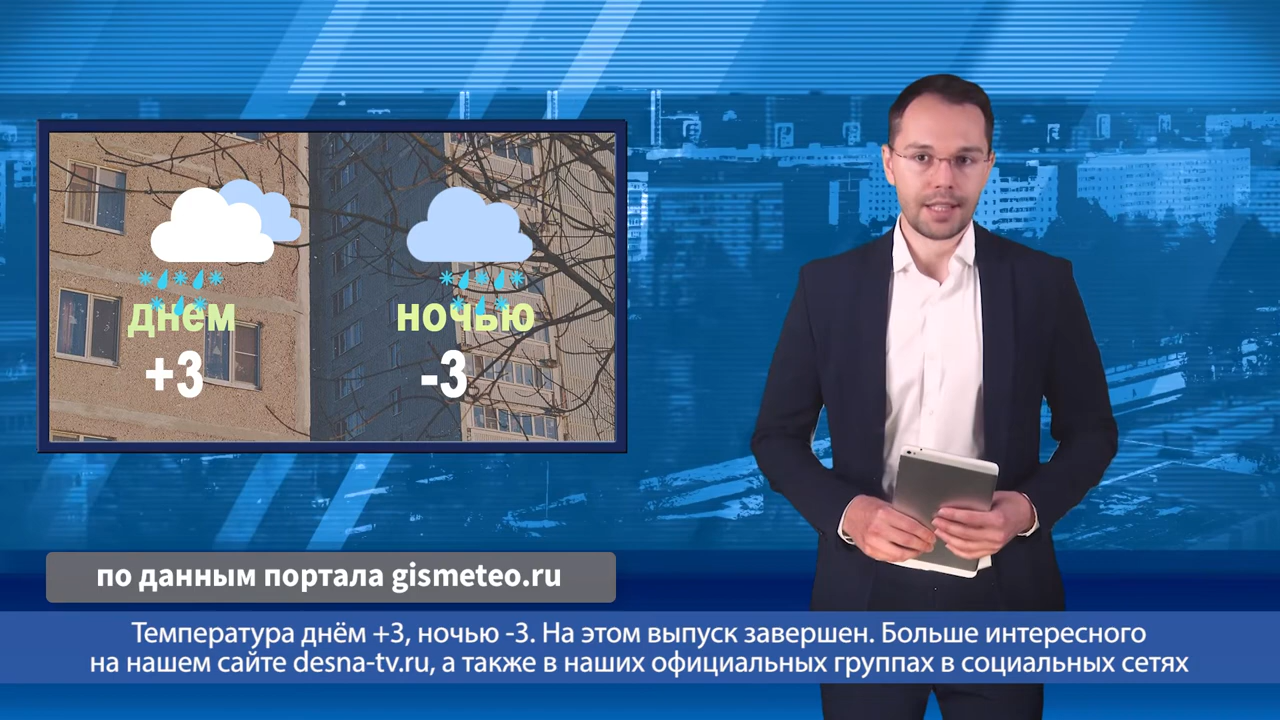 днем
ночью
+3
-3
по данным портала gismeteo.ru
Температура днём +3, ночью -3. На этом выпуск завершен. Больше интересного
на нашем сайте desna-tv.ru, а также в наших официальных группах в социальных сетях